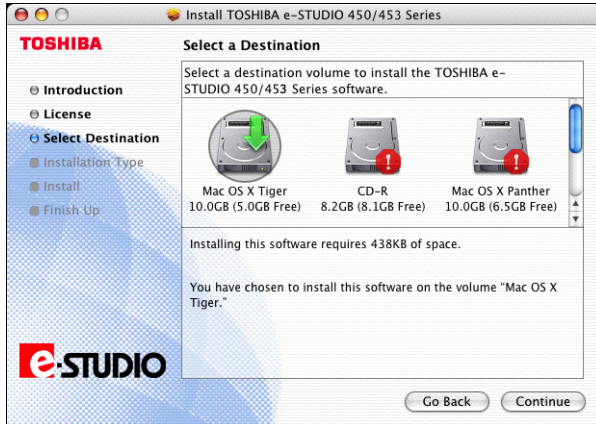 Install TOSHIBA e-STUDIO 450/453 Series
TOSHIBA
Select a Destination
Introduction
License
Select Destination
Installation Type
Install
Finish Up
Select a destination volume to install the TOSHIBA e-
STUDIO 450/453 Series software.
Mac OS X Tiger
10.0GB (5.0GB Free)
CD-R
8.2GB (8.1GB Free)
Mac OS X Panther
10.0GB (6.5GB Free)
Installing this software requires 438KB of space.
You have chosen to install this software on the volume “Mac OS X
Tiger.”
e-STUDIO
Go Back
Continue